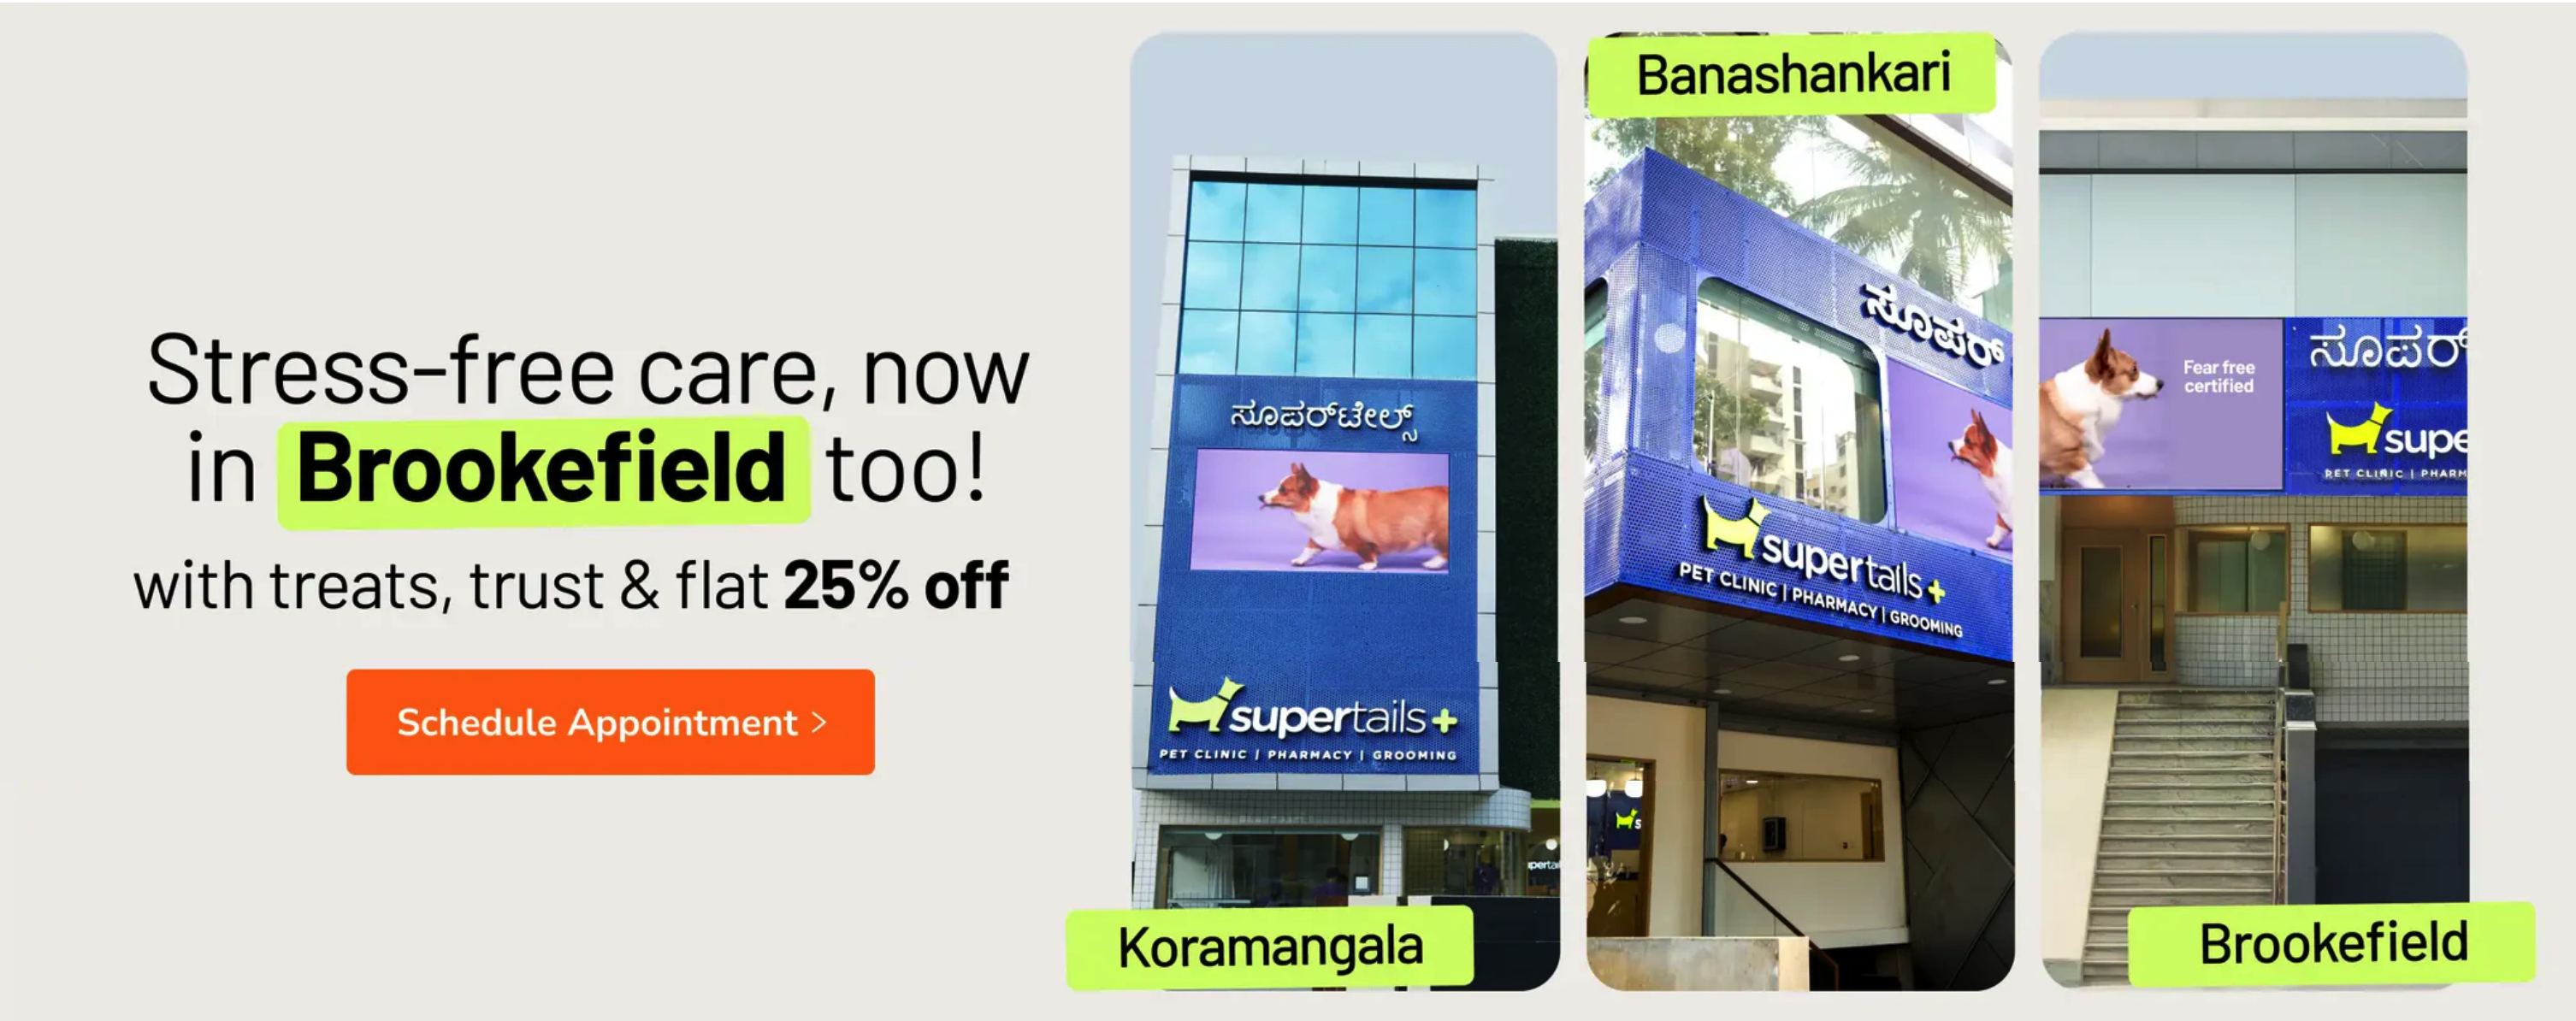 Stress-free care, now
in Brookefield too!
with treats, trust & flat 25% off
Schedule Appointment >
ಸೂಪರ್‌ಟೇಲ್ಸ್
supertails+
PET CLINIC | PHARMACY | GROOMING
Koramangala
Banashankari
ಸೂಪರ್
supertails+
PET CLINIC | PHARMACY | GROOMING
Fear free
certified
ಸೂಪರ್
supe
PET CLINIC | PHARM
Brookefield